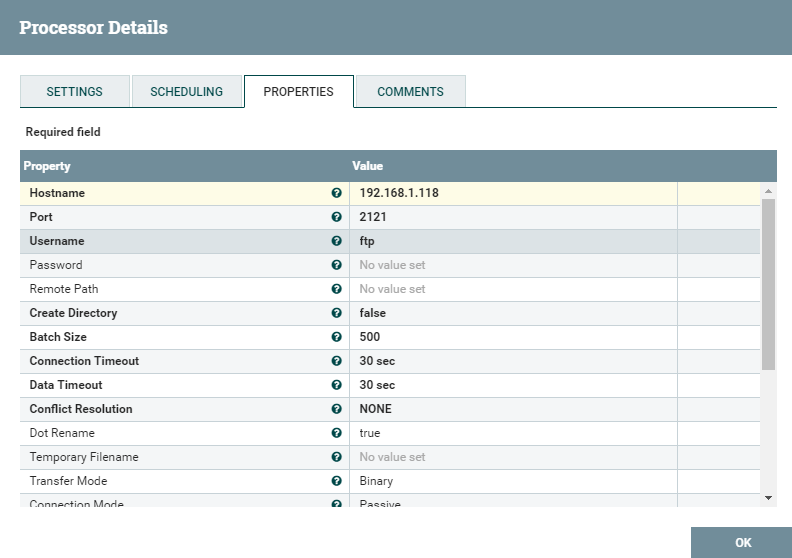 Processor Details
SETTINGS SCHEDULING PROPERTIES COMMENTS
Required field
Property Value
Hostname ? 192.168.1.118
Port ? 2121
Username ? ftp
Password ? No value set
Remote Path ? No value set
Create Directory ? false
Batch Size ? 500
Connection Timeout ? 30 sec
Data Timeout ? 30 sec
Conflict Resolution ? NONE
Dot Rename ? true
Temporary Filename ? No value set
Transfer Mode ? Binary
Connection Mode ? Passive
OK